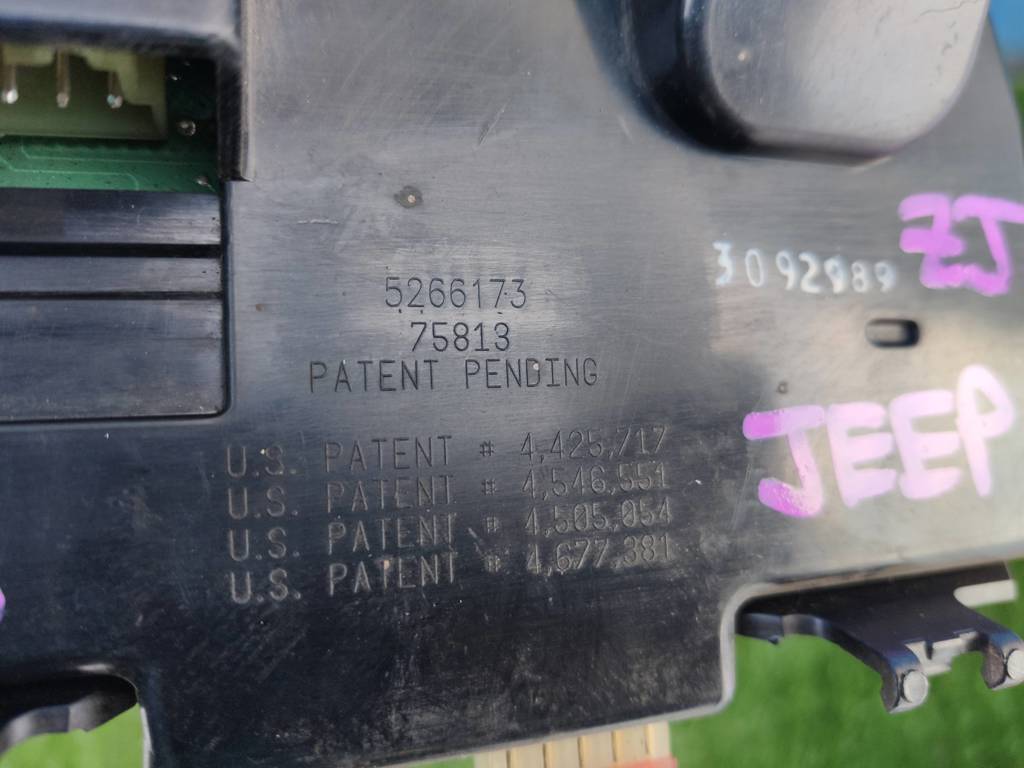 5266173
75813
PATENT PENDING
3092989
ZJ
JEEP
U.S. PATENT # 4,425,717
U.S. PATENT # 4,546,551
U.S. PATENT # 4,505,054
U.S. PATENT # 4,677,381